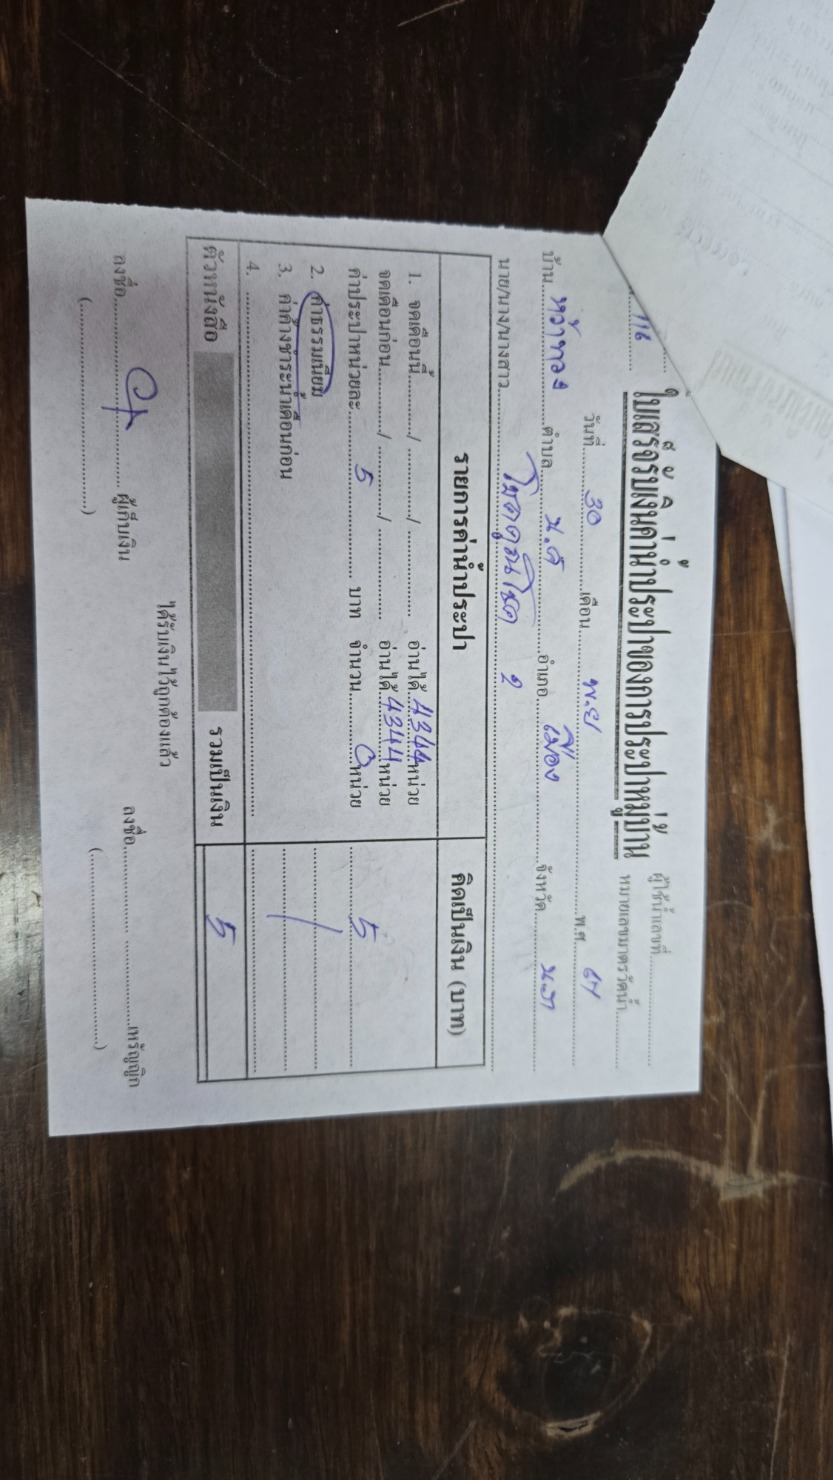 ใบเสร็จรับเงินค่าน้ำประปาของการประปาหมู่บ้าน
ผู้ใช้น้ำเลขที่
หมายเลขมาตรวัดน้ำ
116
วันที่ 30 เดือน พ.ย พ.ศ.
บ้าน ตำบล ม.ต อำเภอ เมือง จังหวัด
นาย/นาง/นางสาว 2
รายการค่าน้ำประปา คิดเป็นเงิน (บาท)
1. จดเดือนนี้ / / อ่านได้ 4344 หน่วย
จดเดือนก่อน / / อ่านได้ 4344 หน่วย
ค่าประปาหน่วยละ 5 บาท จำนวน 0 หน่วย 5
2. ค่าธรรมเนียม
3. ค่าค้างชำระน้ำเดือนก่อน /
4.
ตัวหนังสือ รวมเป็นเงิน 5
ได้รับเงินไว้ถูกต้องแล้ว
ลงชื่อ ผู้เก็บเงิน ลงชื่อ เหรัญญิก
( ) ( )